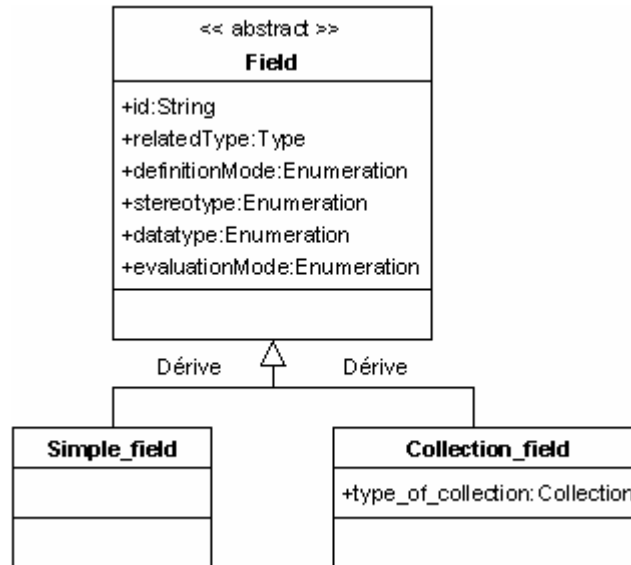 << abstract >>
Field
+id:String
+relatedType:Type
+definitionMode:Enumeration
+stereotype:Enumeration
+datatype:Enumeration
+evaluationMode:Enumeration
Dérive Dérive
Simple_field Collection_field
+type_of_collection:Collection